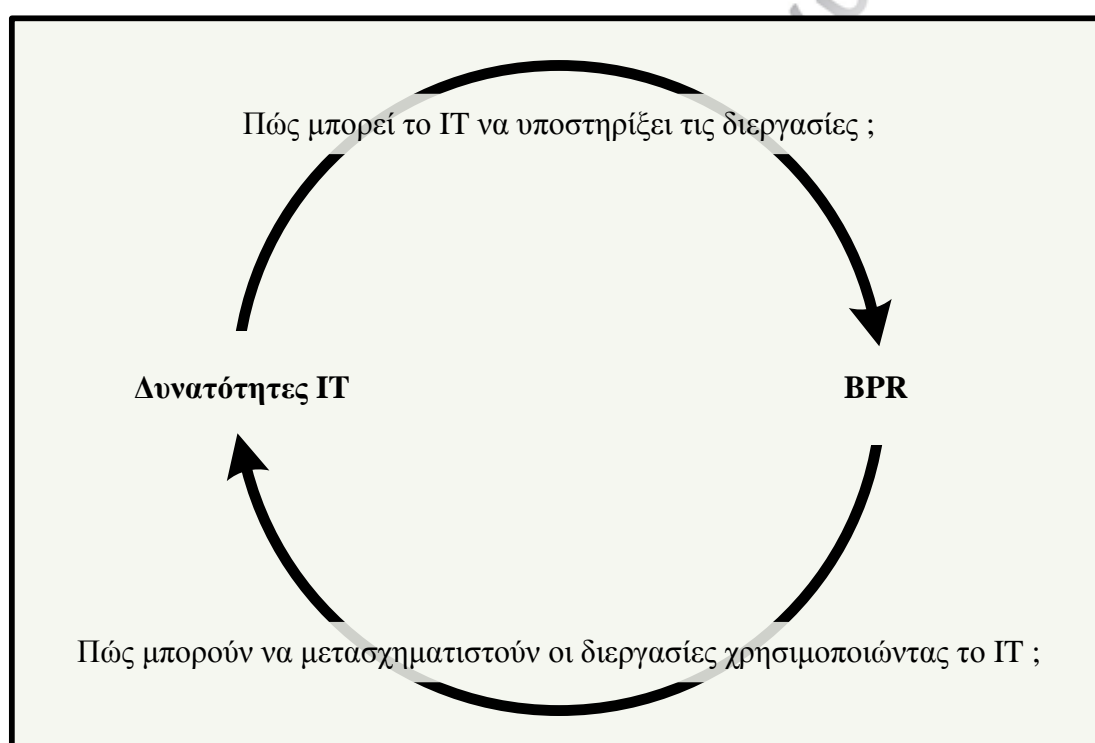 Πώς μπορεί το IT να υποστηρίξει τις διεργασίες ;
Δυνατότητες IT
BPR
Πώς μπορούν να μετασχηματιστούν οι διεργασίες χρησιμοποιώντας το IT ;